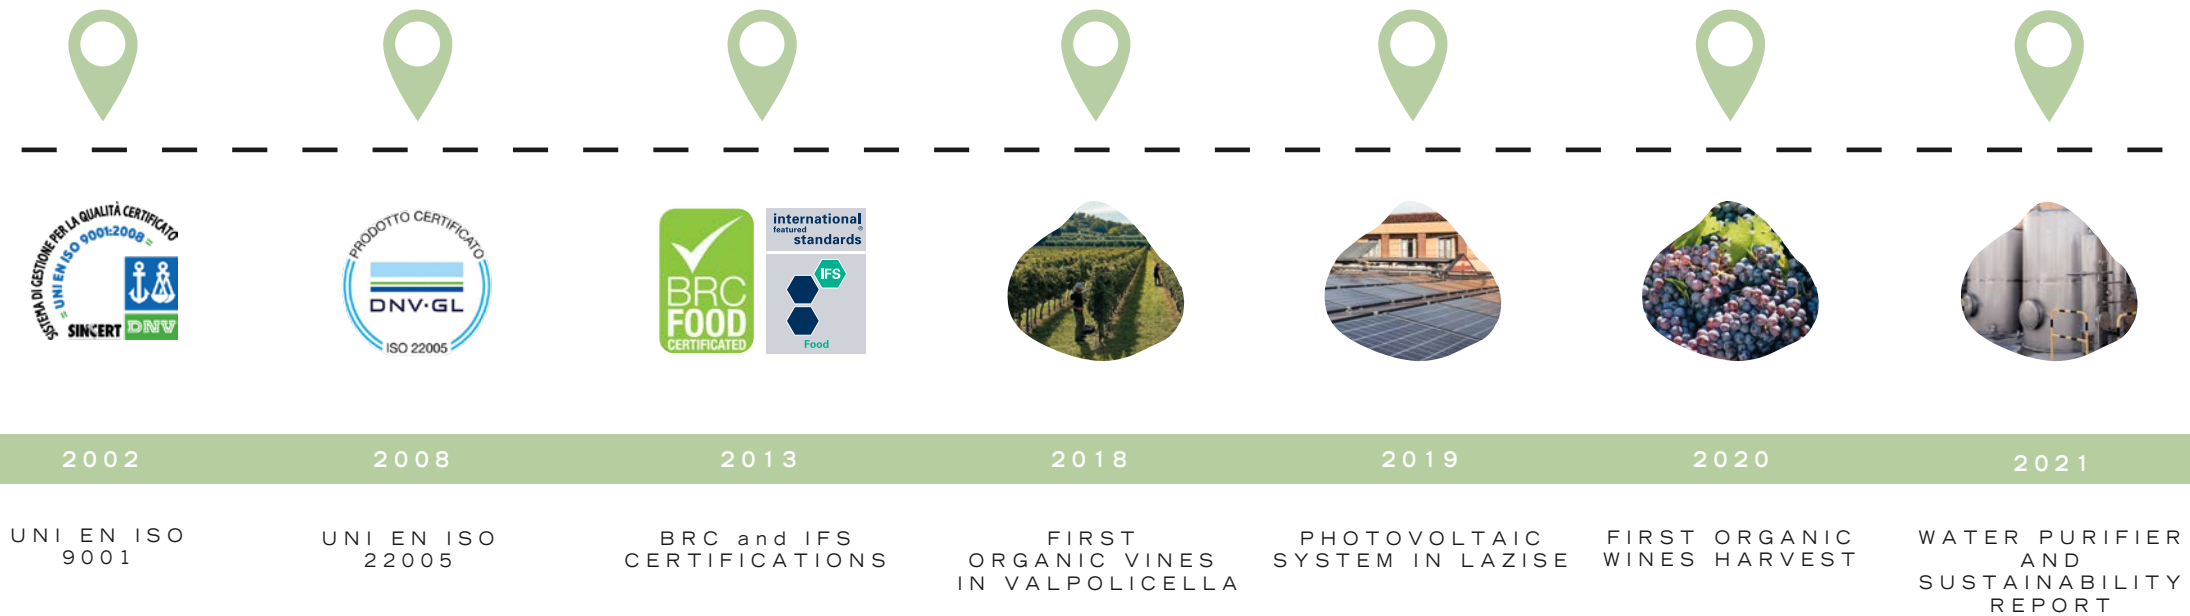 SISTEMA DI GESTIONE PER LA QUALITÀ CERTIFICATO
= UNI EN ISO 9001:2008 =
SINCERT DNV
PRODOTTO CERTIFICATO
DNV·GL
ISO 22005
BRC
FOOD
CERTIFICATED
international
featured ®
standards
IFS
Food
2002
2008
2013
2018
2019
2020
2021
UNI EN ISO
9001
UNI EN ISO
22005
BRC and IFS
CERTIFICATIONS
FIRST
ORGANIC VINES
IN VALPOLICELLA
PHOTOVOLTAIC
SYSTEM IN LAZISE
FIRST ORGANIC
WINES HARVEST
WATER PURIFIER
AND
SUSTAINABILITY
REPORT